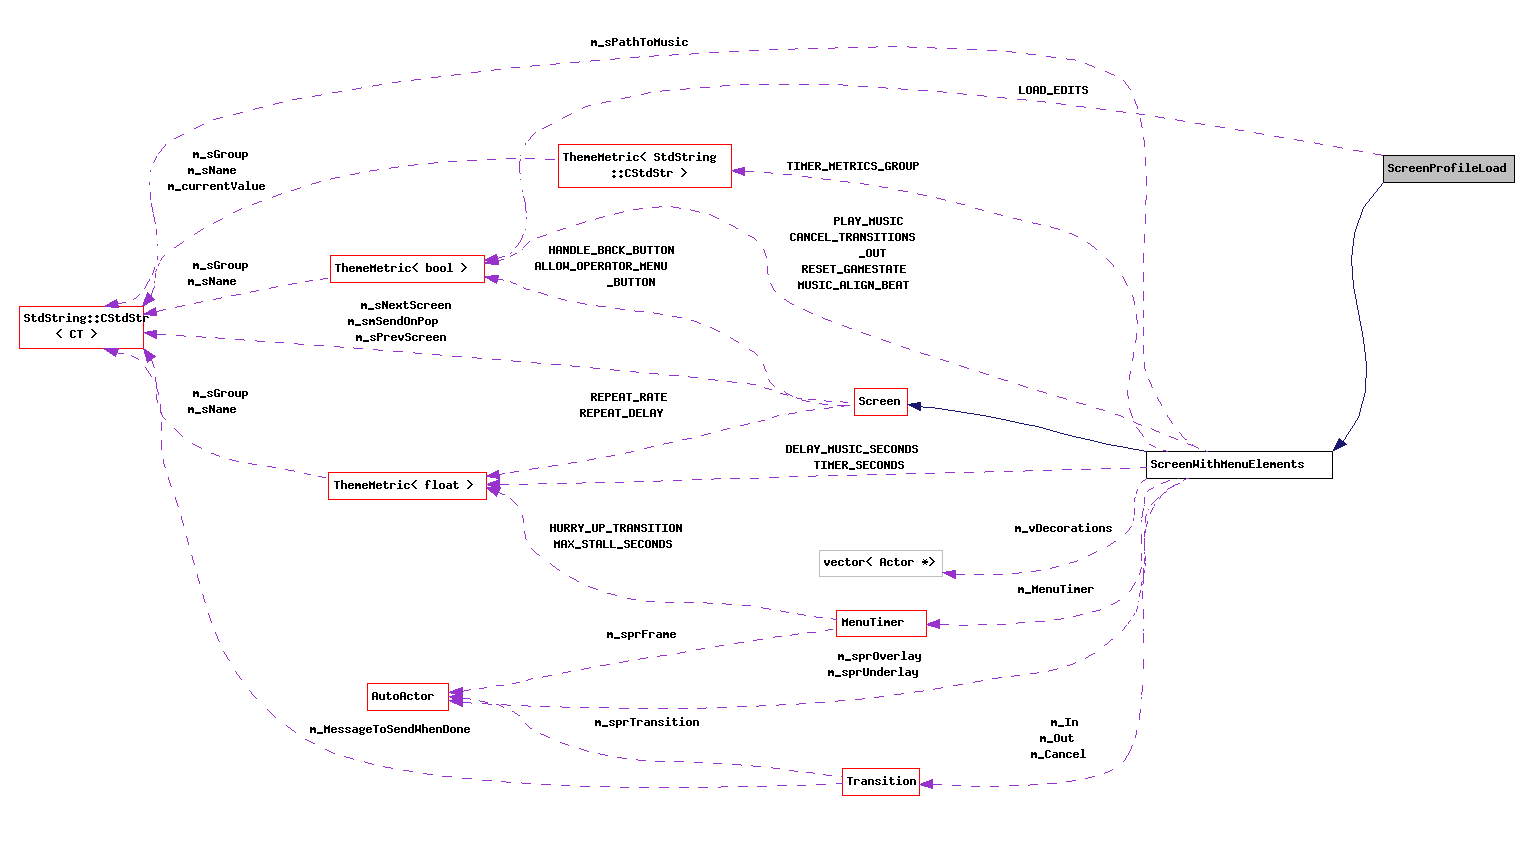 m_sPathToMusic
LOAD_EDITS
m_sGroup
m_sName
m_currentValue
ThemeMetric< StdString
::CStdStr >
TIMER_METRICS_GROUP
ScreenProfileLoad
PLAY_MUSIC
CANCEL_TRANSITIONS
_OUT
RESET_GAMESTATE
MUSIC_ALIGN_BEAT
HANDLE_BACK_BUTTON
ALLOW_OPERATOR_MENU
_BUTTON
m_sGroup
m_sName
ThemeMetric< bool >
StdString::CStdStr
< CT >
m_sNextScreen
m_smSendOnPop
m_sPrevScreen
m_sGroup
m_sName
REPEAT_RATE
REPEAT_DELAY
Screen
DELAY_MUSIC_SECONDS
TIMER_SECONDS
ScreenWithMenuElements
ThemeMetric< float >
HURRY_UP_TRANSITION
MAX_STALL_SECONDS
m_vDecorations
vector< Actor *>
m_MenuTimer
MenuTimer
m_sprFrame
m_sprOverlay
m_sprUnderlay
AutoActor
m_MessageToSendWhenDone
m_sprTransition
m_In
m_Out
m_Cancel
Transition